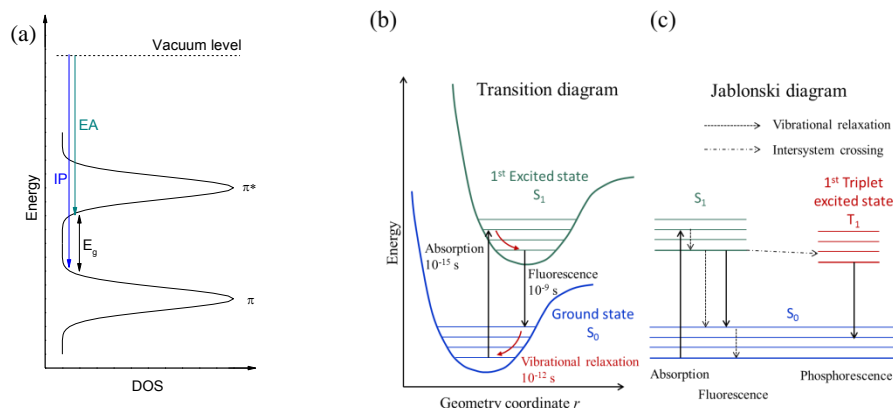 (a)
Vacuum level
EA
IP
π*
E_g
π
Energy
DOS
(b)
Transition diagram
1st Excited state
S₁
Energy
Absorption
10⁻¹⁵ s
Fluorescence
10⁻⁹ s
Ground state
S₀
Vibrational relaxation
10⁻¹² s
Geometry coordinate r
(c)
Jablonski diagram
Vibrational relaxation
Intersystem crossing
S₁
1st Triplet
excited state
T₁
S₀
Absorption
Fluorescence
Phosphorescence